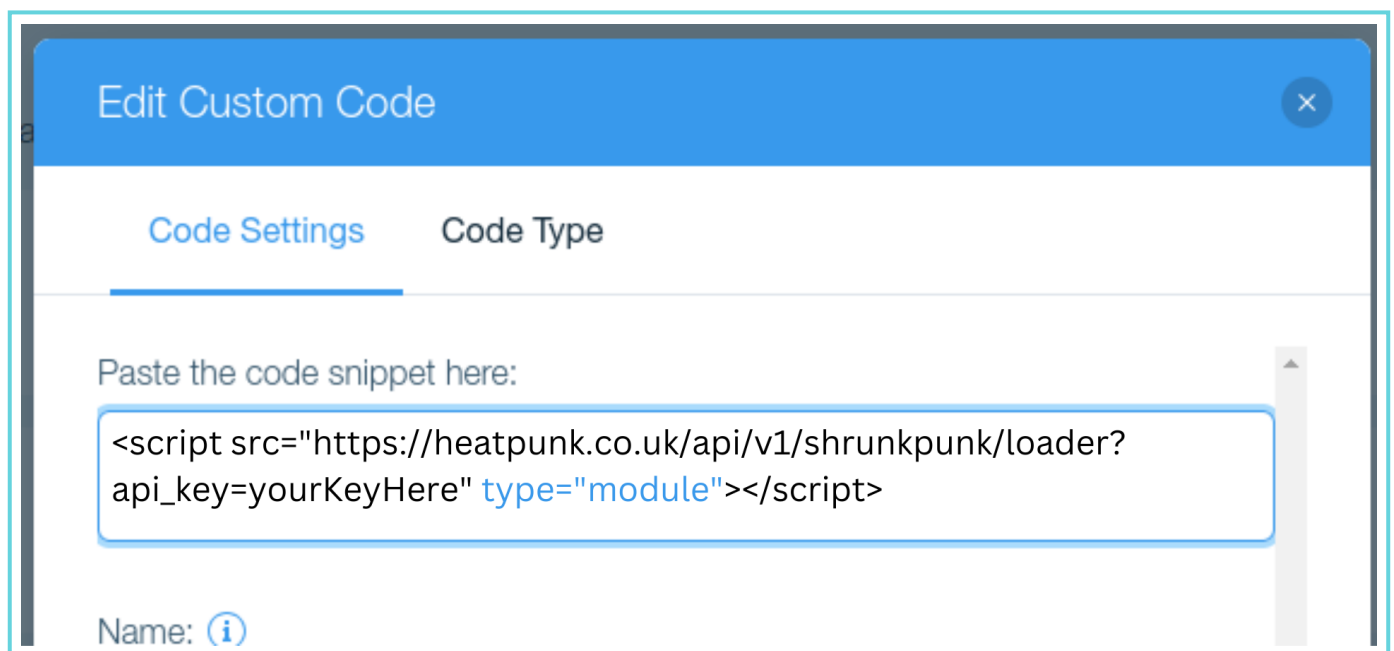 Edit Custom Code
a
Code Settings
Code Type
Paste the code snippet here:
<script src="https://heatpunk.co.uk/api/v1/shrunkpunk/loader?
api_key=yourKeyHere" type="module"></script>
Name: